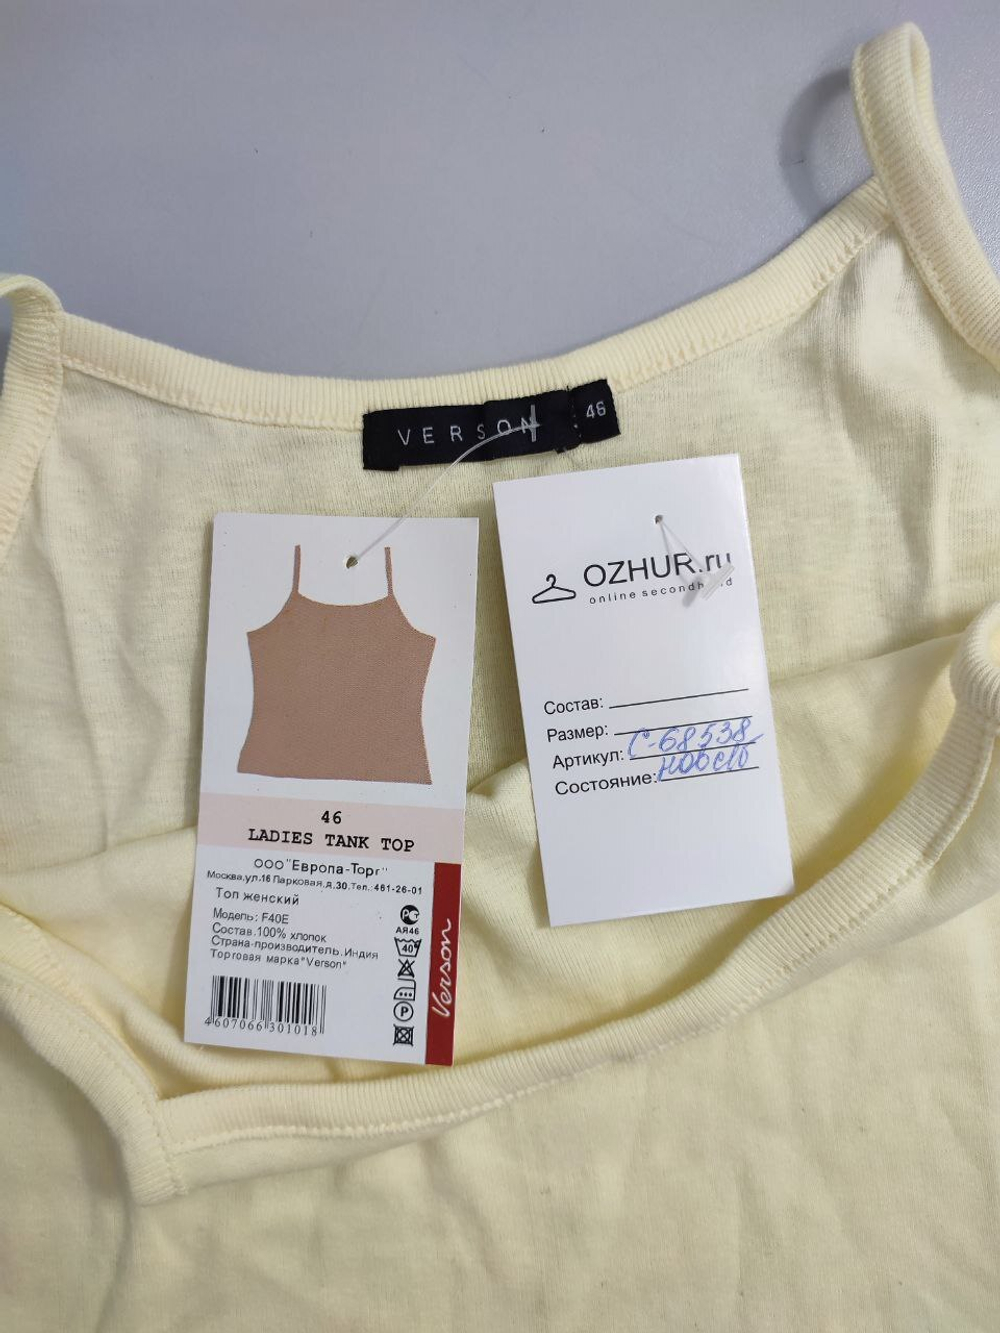 VERSON 46
46
LADIES TANK TOP
ООО "Европа-Торг"
Москва,ул.16 Парковая,д.30.Тел.:461-26-01
Топ женский
Модель: F40E
Состав.100% хлопок
Страна-производитель.Индия
Торговая марка"Verson"
РСТ
АЯ46
40°
P
Verson
4607066301018
OZHUR.ru
online secondhand
Состав:
Размер:
Артикул: С-68538
Состояние: